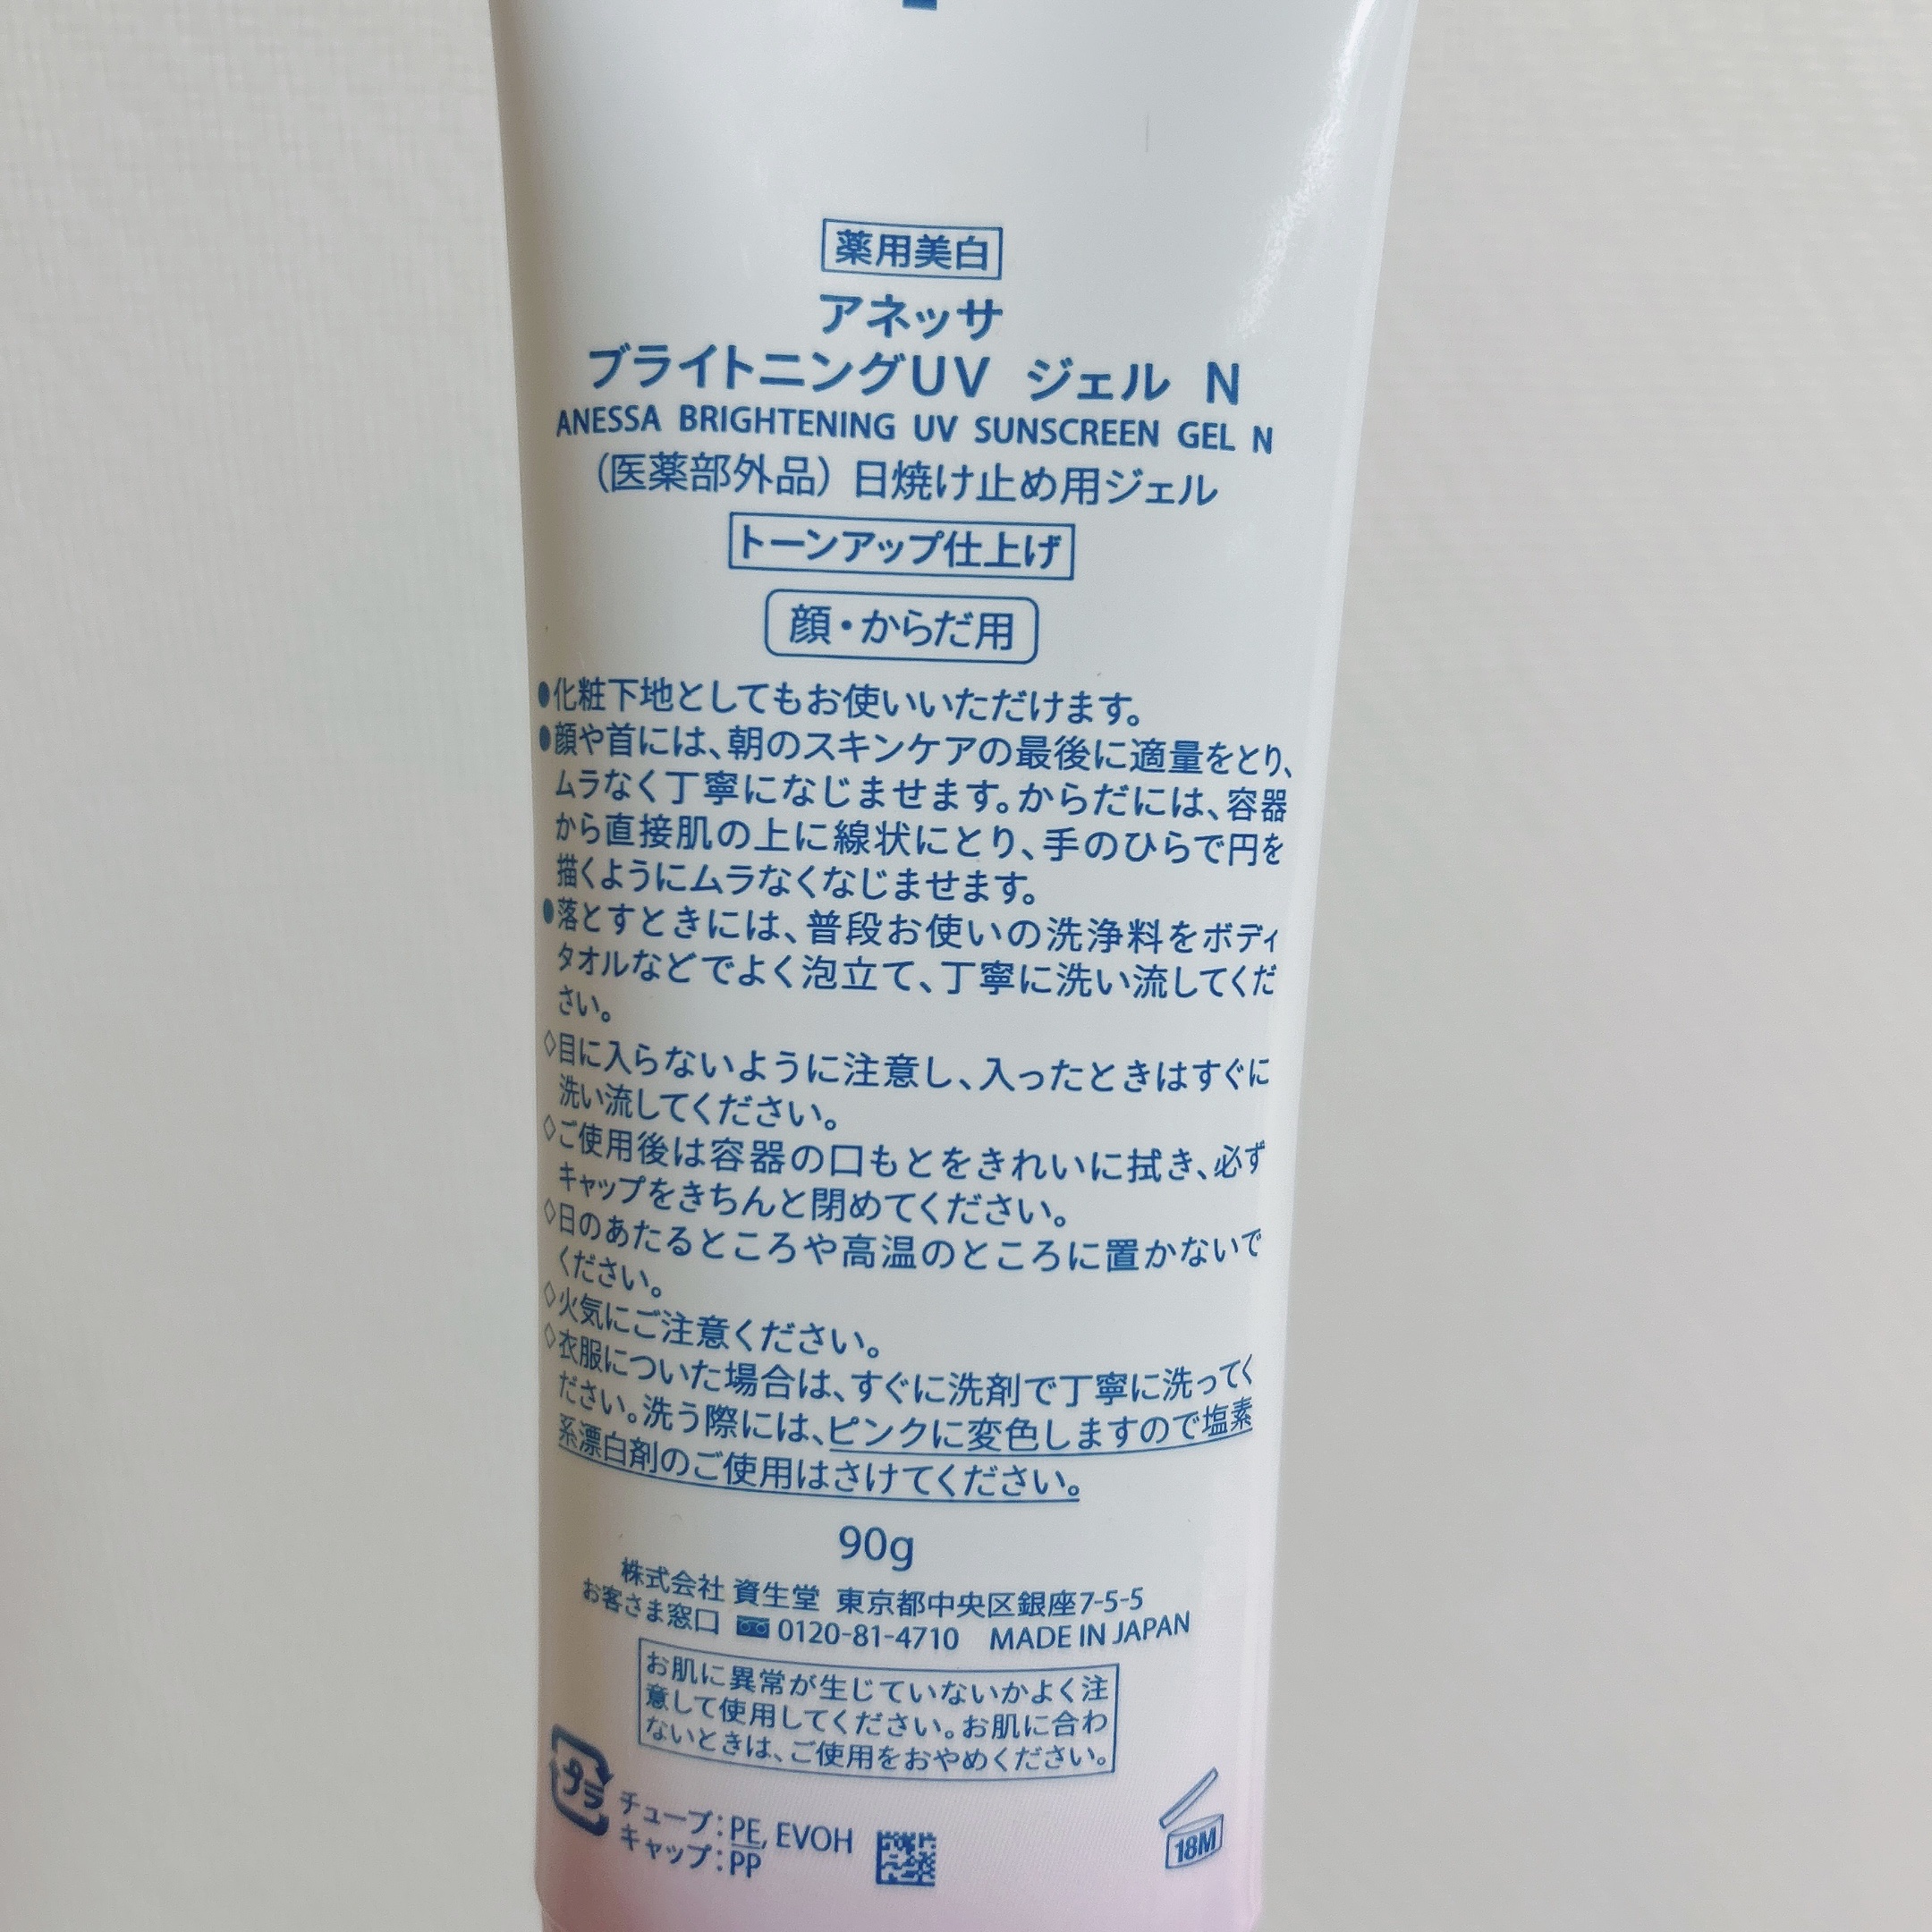 薬用美白
アネッサ
ブライトニングUV ジェル N
ANESSA BRIGHTENING UV SUNSCREEN GEL N
（医薬部外品）日焼け止め用ジェル
トーンアップ仕上げ
顔・からだ用
●化粧下地としてもお使いいただけます。
●顔や首には、朝のスキンケアの最後に適量をとり、
ムラなく丁寧になじませます。からだには、容器
から直接肌の上に線状にとり、手のひらで円を
描くようにムラなくなじませます。
●落とすときには、普段お使いの洗浄料をボディ
タオルなどでよく泡立て、丁寧に洗い流してくだ
さい。
◇目に入らないように注意し、入ったときはすぐに
洗い流してください。
◇ご使用後は容器の口もとをきれいに拭き、必ず
キャップをきちんと閉めてください。
◇日のあたるところや高温のところに置かないで
ください。
◇火気にご注意ください。
◇衣服についた場合は、すぐに洗剤で丁寧に洗ってく
ださい。洗う際には、ピンクに変色しますので塩素
系漂白剤のご使用はさけてください。
90g
株式会社 資生堂 東京都中央区銀座7-5-5
お客さま窓口 0120-81-4710 MADE IN JAPAN
お肌に異常が生じていないかよく注
意して使用してください。お肌に合わ
ないときは、ご使用をおやめください。
プラ
チューブ：PE, EVOH
キャップ：PP
18M